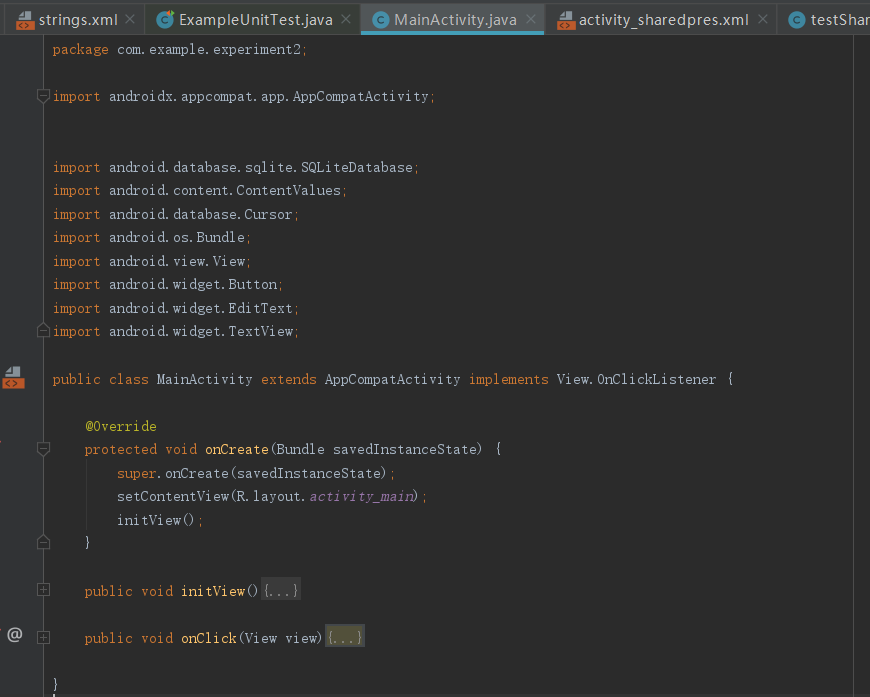 strings.xml ExampleUnitTest.java MainActivity.java activity_sharedpres.xml testShar
package com.example.experiment2;
import androidx.appcompat.app.AppCompatActivity;
import android.database.sqlite.SQLiteDatabase;
import android.content.ContentValues;
import android.database.Cursor;
import android.os.Bundle;
import android.view.View;
import android.widget.Button;
import android.widget.EditText;
import android.widget.TextView;
public class MainActivity extends AppCompatActivity implements View.OnClickListener {
@Override
protected void onCreate(Bundle savedInstanceState) {
super.onCreate(savedInstanceState);
setContentView(R.layout.activity_main);
initView();
}
public void initView(){...}
@ public void onClick(View view){...}
}